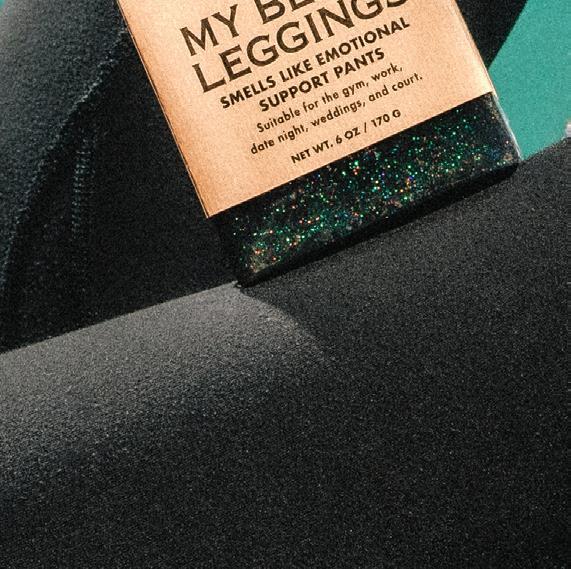 MY BE
LEGGINGS
SMELLS LIKE EMOTIONAL
SUPPORT PANTS
Suitable for the gym, work,
date night, weddings, and court.
NET WT. 6 OZ / 170 G